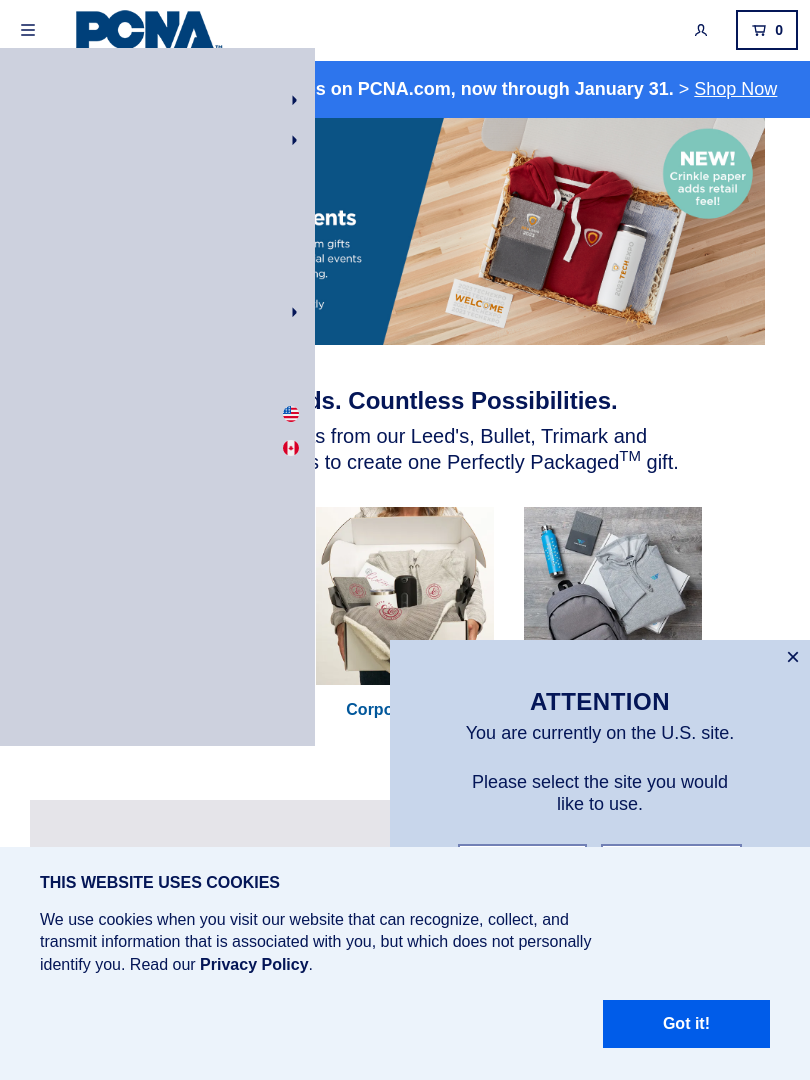 PCNA™
0
s on PCNA.com, now through January 31. > Shop Now
NEW!
Crinkle paper
adds retail
feel!
ents
m gifts
al events
ng.
ly
WELCOME
ds. Countless Possibilities.
s from our Leed's, Bullet, Trimark and
s to create one Perfectly PackagedTM gift.
Corpo
ATTENTION
You are currently on the U.S. site.
Please select the site you would
like to use.
THIS WEBSITE USES COOKIES
We use cookies when you visit our website that can recognize, collect, and
transmit information that is associated with you, but which does not personally
identify you. Read our Privacy Policy.
Got it!